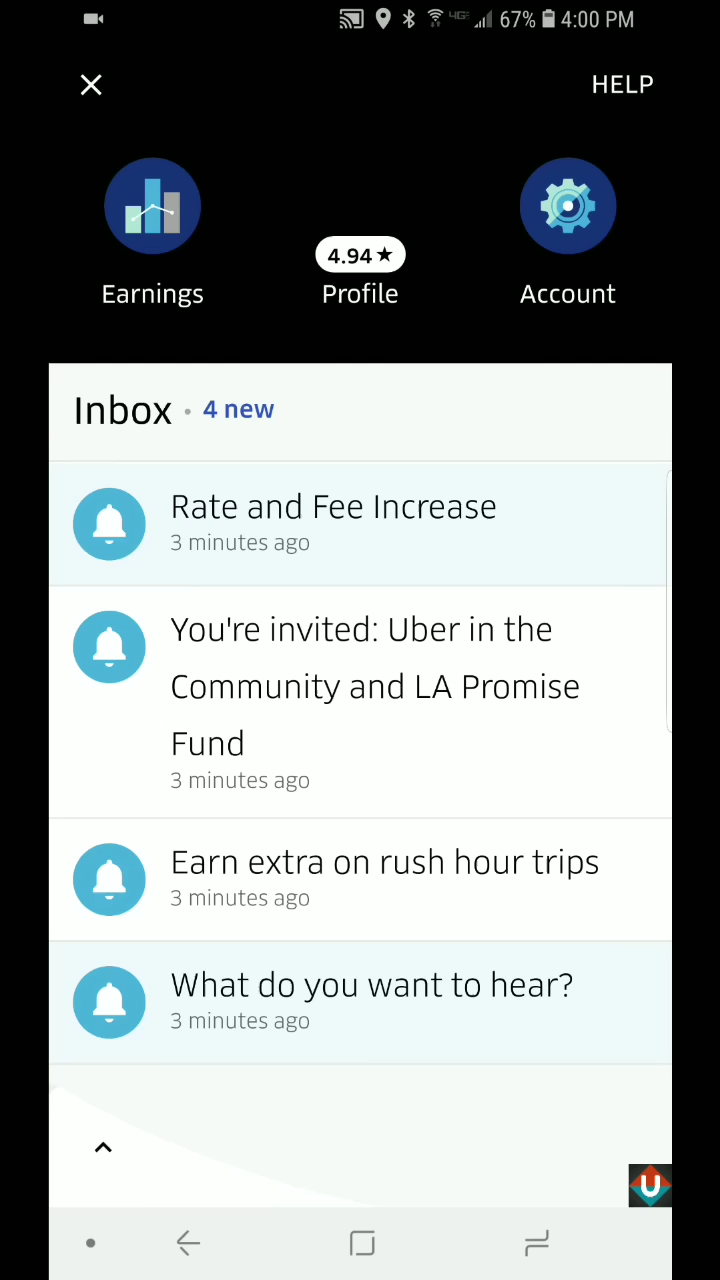 4G 67% 4:00 PM
HELP
4.94★
Earnings Profile Account
Inbox • 4 new
Rate and Fee Increase
3 minutes ago
You're invited: Uber in the
Community and LA Promise
Fund
3 minutes ago
Earn extra on rush hour trips
3 minutes ago
What do you want to hear?
3 minutes ago
U